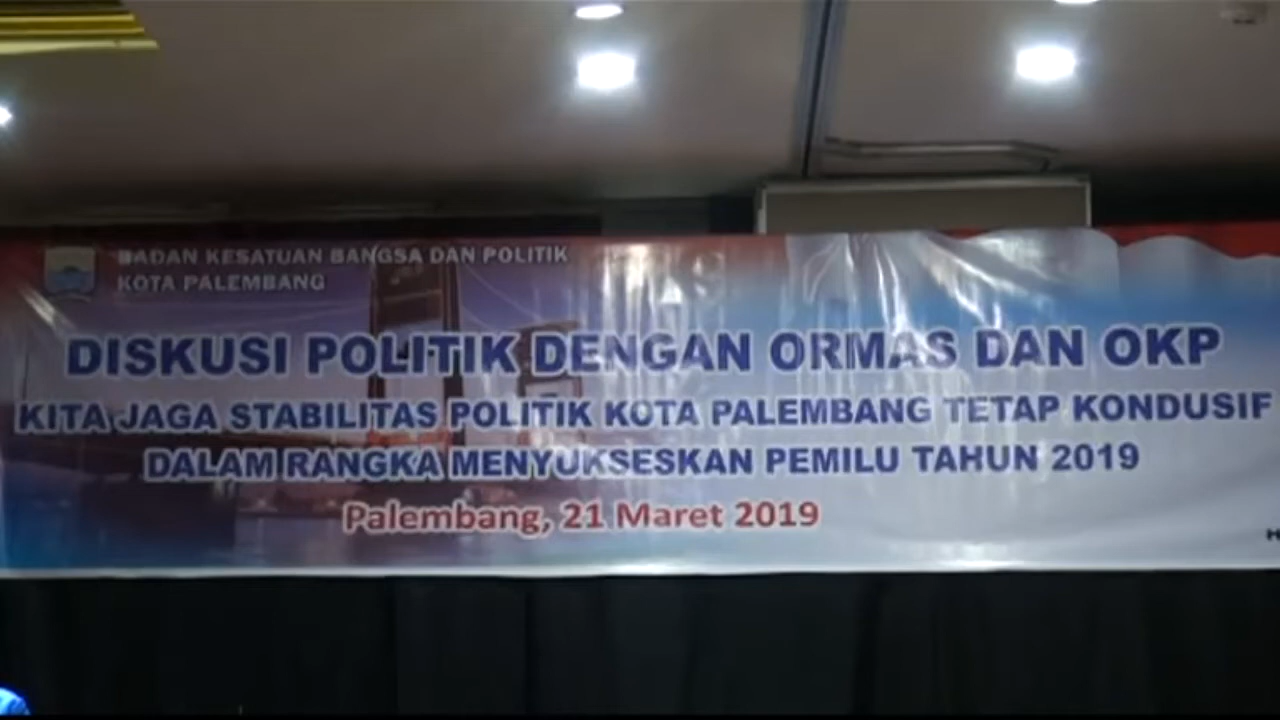 BADAN KESATUAN BANGSA DAN POLITIK
KOTA PALEMBANG
DISKUSI POLITIK DENGAN ORMAS DAN OKP
KITA JAGA STABILITAS POLITIK KOTA PALEMBANG TETAP KONDUSIF
DALAM RANGKA MENYUKSESKAN PEMILU TAHUN 2019
Palembang, 21 Maret 2019